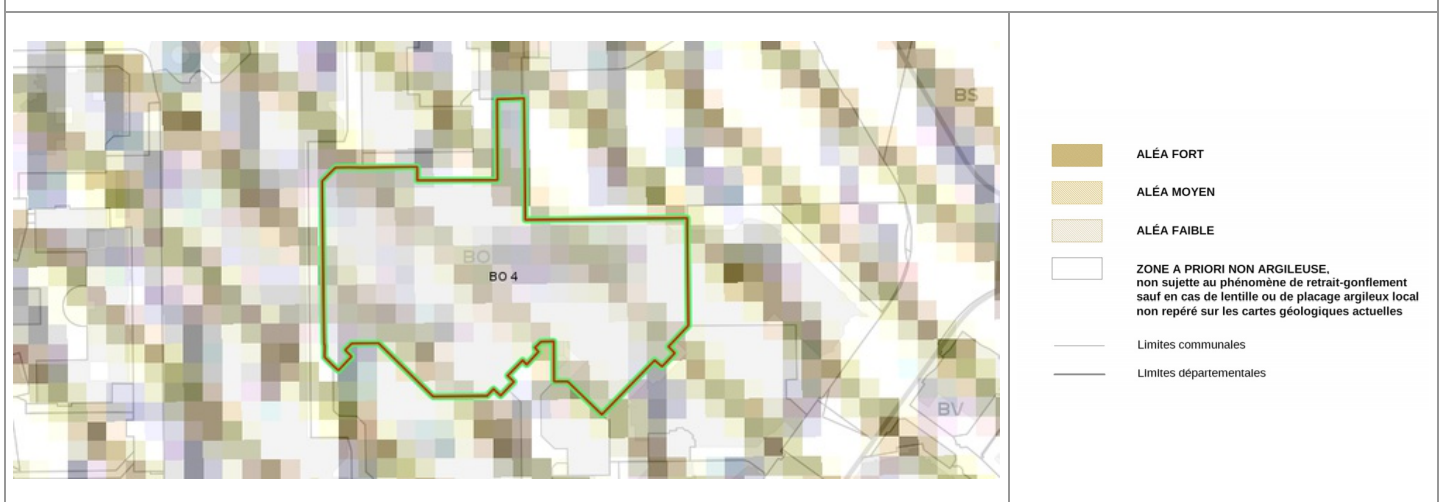 BS
BO
BO 4
BV
ALÉA FORT
ALÉA MOYEN
ALÉA FAIBLE
ZONE A PRIORI NON ARGILEUSE,
non sujette au phénomène de retrait-gonflement
sauf en cas de lentille ou de placage argileux local
non repéré sur les cartes géologiques actuelles
Limites communales
LImites départementales